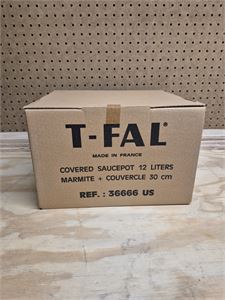 T-FAL®
MADE IN FRANCE
COVERED SAUCEPOT 12 LITERS
MARMITE + COUVERCLE 30 cm
REF. : 36666 US